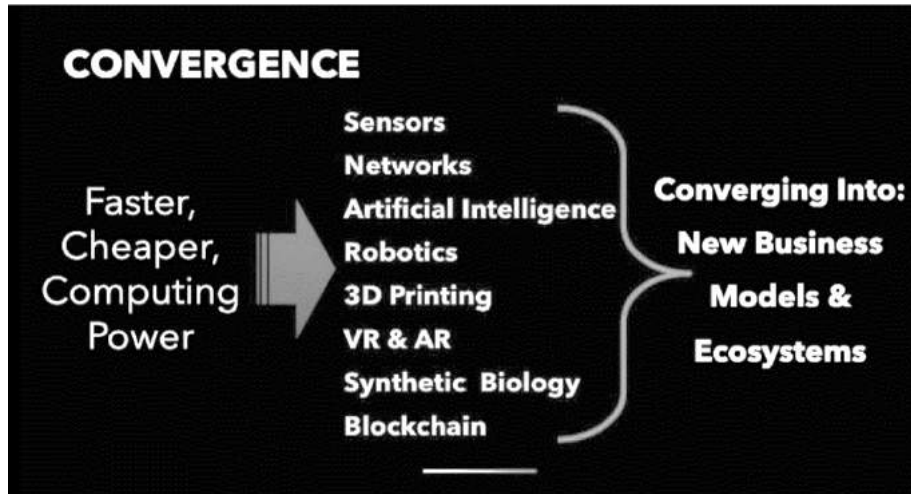 CONVERGENCE
Faster,
Cheaper,
Computing
Power
Sensors
Networks
Artificial Intelligence
Robotics
3D Printing
VR & AR
Synthetic Biology
Blockchain
Converging Into:
New Business
Models &
Ecosystems